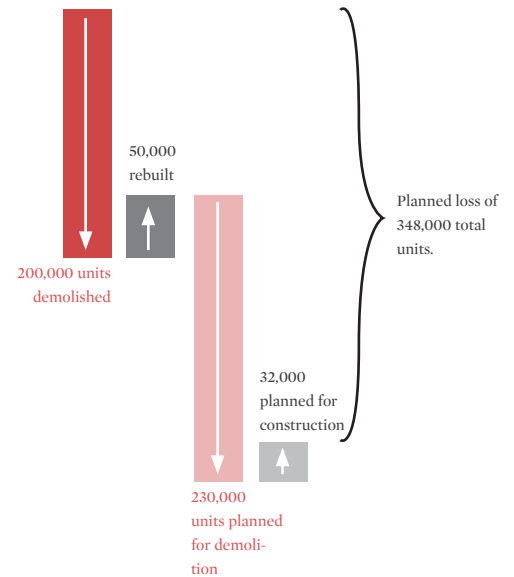 50,000
rebuilt
Planned loss of
348,000 total
units.
200,000 units
demolished
32,000
planned for
construction
230,000
units planned
for demoli-
tion